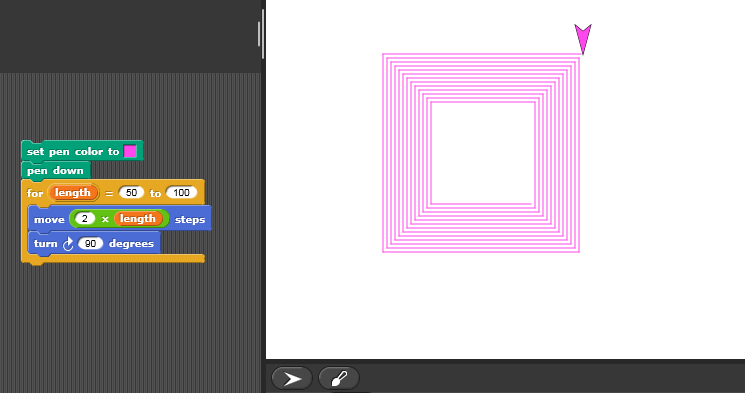 set pen color to
pen down
for length = 50 to 100
move 2 x length steps
turn 90 degrees